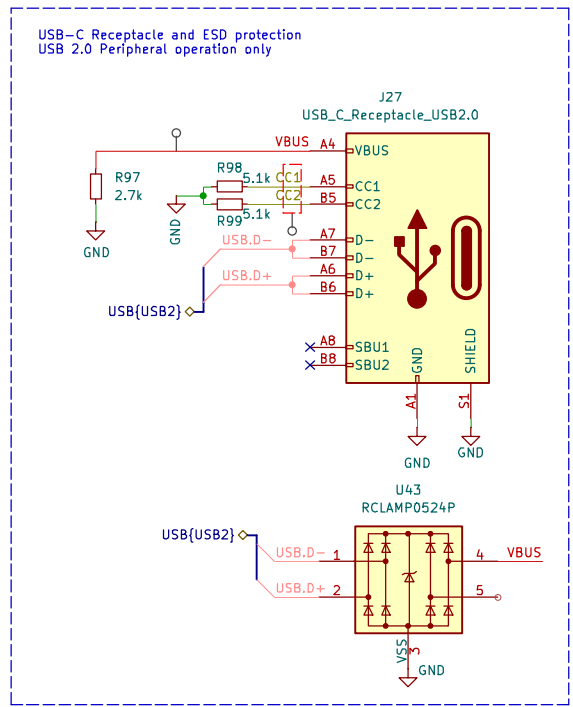 USB-C Receptacle and ESD protection
USB 2.0 Peripheral operation only
J27
USB_C_Receptacle_USB2.0
VBUS A4 VBUS
R97
2.7k
GND
R98
5.1k CC1 A5 CC1
CC2 B5 CC2
R99 5.1k
GND
USB.D- A7 D-
B7 D-
USB.D+ A6 D+
B6 D+
USB{USB2}
A8 SBU1
B8 SBU2
GND
SHIELD
A1
S1
GND
GND
U43
RCLAMP0524P
USB{USB2}
USB.D- 1
4 VBUS
USB.D+ 2
5
VSS
3
GND